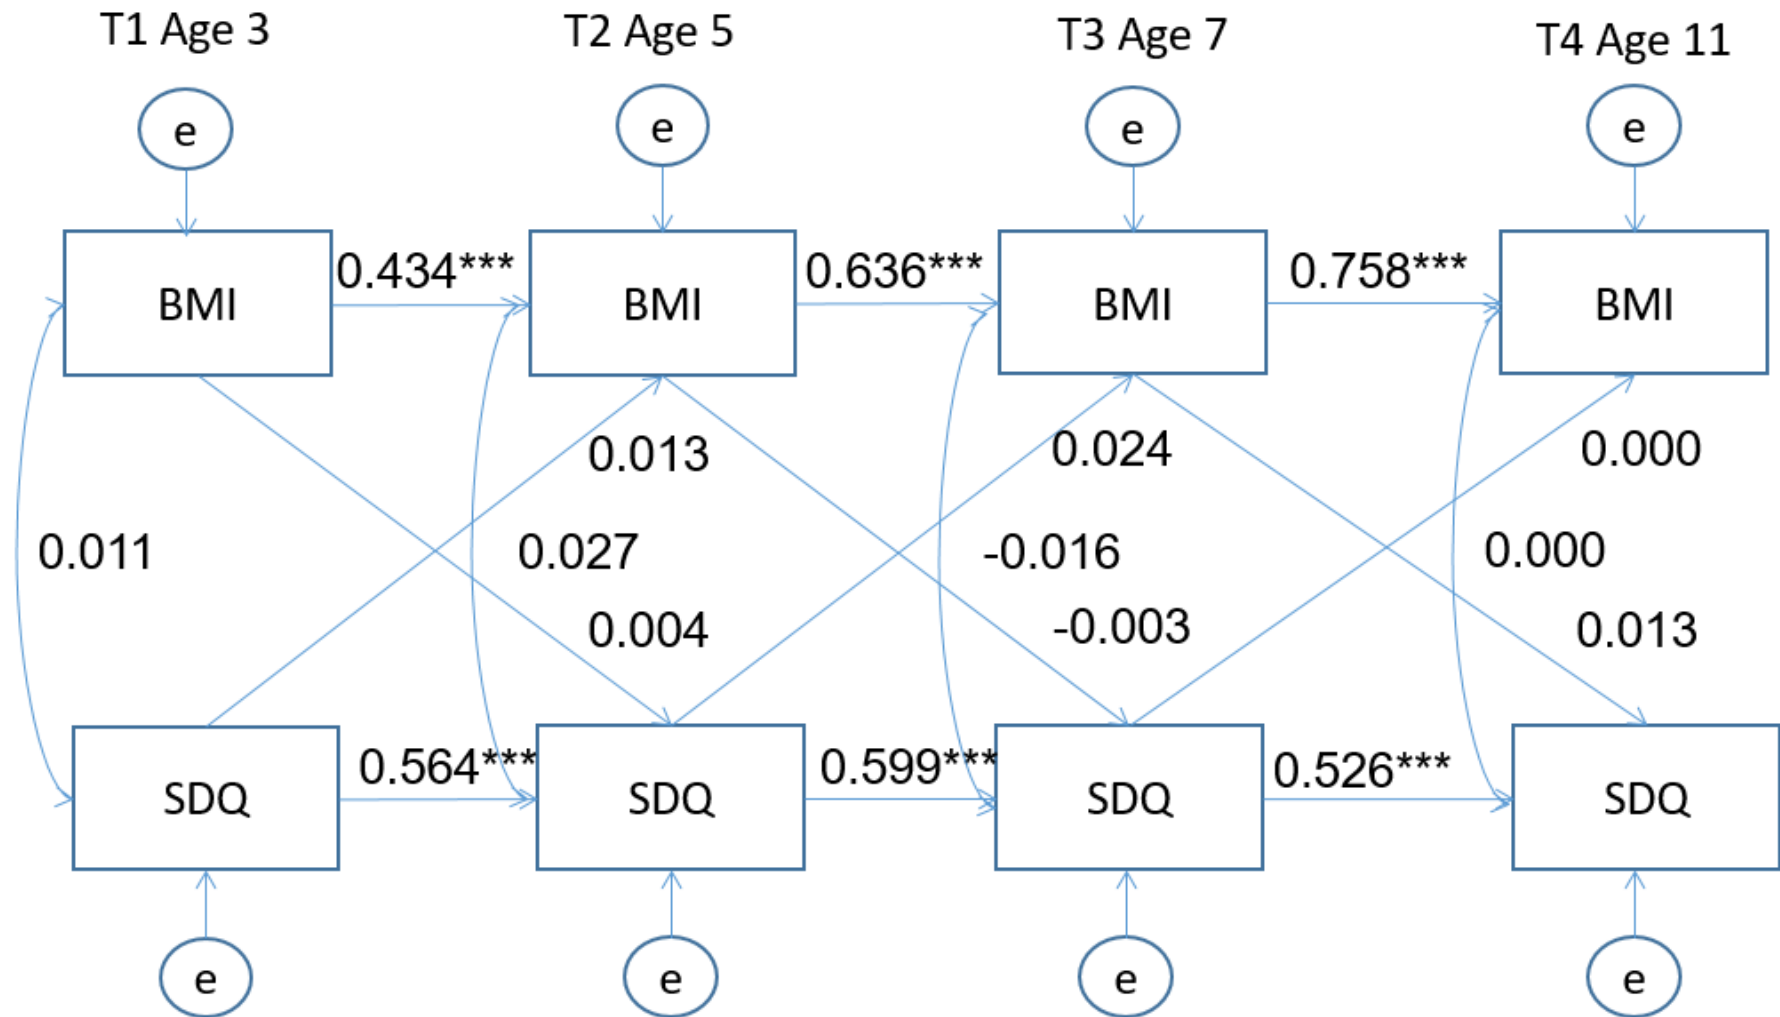 T1 Age 3
T2 Age 5
T3 Age 7
T4 Age 11
e
e
e
e
BMI
0.434***
BMI
0.636***
BMI
0.758***
BMI
0.013
0.024
0.000
0.011
0.027
-0.016
0.000
0.004
-0.003
0.013
SDQ
0.564***
SDQ
0.599***
SDQ
0.526***
SDQ
e
e
e
e